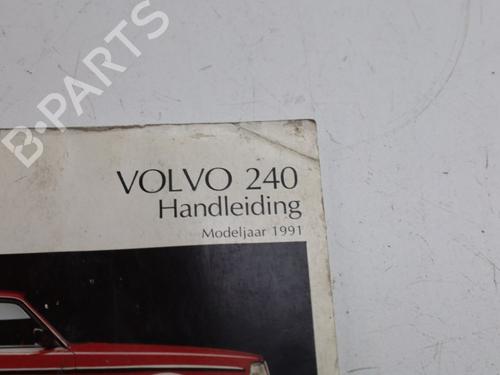 B-PARTS
VOLVO 240
Handleiding
Modeljaar 1991